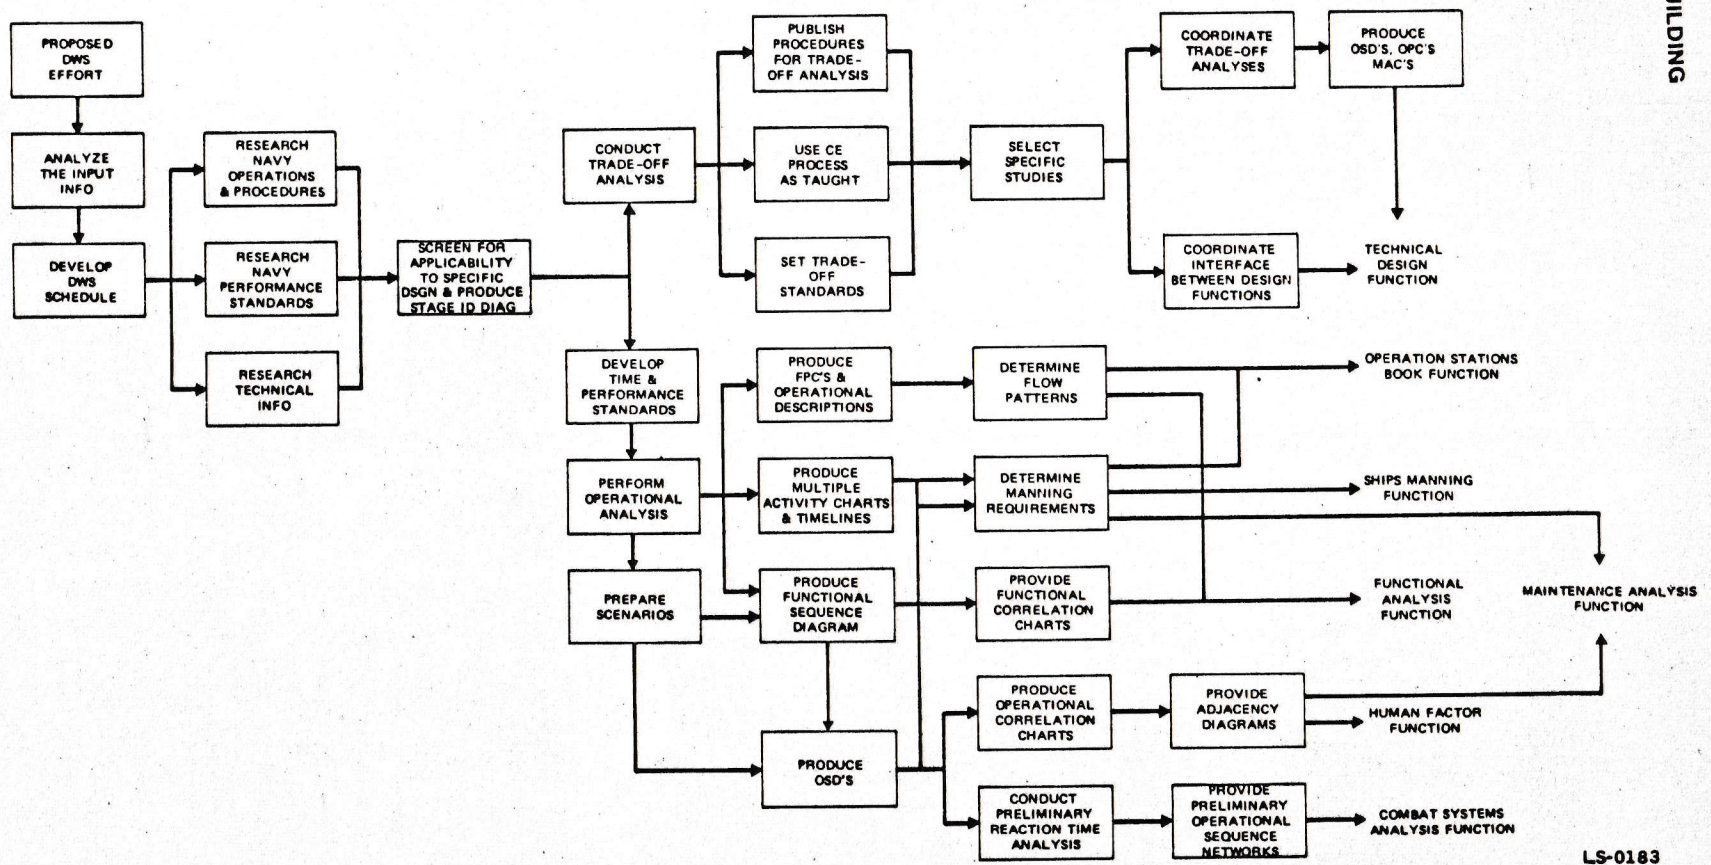 UILDING
PROPOSED
DWS
EFFORT
ANALYZE
THE INPUT
INFO
DEVELOP
DWS
SCHEDULE
RESEARCH
NAVY
OPERATIONS
& PROCEDURES
RESEARCH
NAVY
PERFORMANCE
STANDARDS
RESEARCH
TECHNICAL
INFO
SCREEN FOR
APPLICABILITY
TO SPECIFIC
DSGN & PRODUCE
STAGE ID DIAG
CONDUCT
TRADE-OFF
ANALYSIS
DEVELOP
TIME &
PERFORMANCE
STANDARDS
PERFORM
OPERATIONAL
ANALYSIS
PREPARE
SCENARIOS
PUBLISH
PROCEDURES
FOR TRADE-
OFF ANALYSIS
USE CE
PROCESS
AS TAUGHT
SET TRADE-
OFF
STANDARDS
PRODUCE
FPC'S &
OPERATIONAL
DESCRIPTIONS
PRODUCE
MULTIPLE
ACTIVITY CHARTS
& TIMELINES
PRODUCE
FUNCTIONAL
SEQUENCE
DIAGRAM
PRODUCE
OSD'S
SELECT
SPECIFIC
STUDIES
DETERMINE
FLOW
PATTERNS
DETERMINE
MANNING
REQUIREMENTS
PROVIDE
FUNCTIONAL
CORRELATION
CHARTS
PRODUCE
OPERATIONAL
CORRELATION
CHARTS
CONDUCT
PRELIMINARY
REACTION TIME
ANALYSIS
COORDINATE
TRADE-OFF
ANALYSES
PRODUCE
OSD'S, OPC'S
MAC'S
COORDINATE
INTERFACE
BETWEEN DESIGN
FUNCTIONS
TECHNICAL
DESIGN
FUNCTION
OPERATION STATIONS
BOOK FUNCTION
SHIPS MANNING
FUNCTION
FUNCTIONAL
ANALYSIS
FUNCTION
MAINTENANCE ANALYSIS
FUNCTION
PROVIDE
ADJACENCY
DIAGRAMS
HUMAN FACTOR
FUNCTION
PROVIDE
PRELIMINARY
OPERATIONAL
SEQUENCE
NETWORKS
COMBAT SYSTEMS
ANALYSIS FUNCTION
LS-0183